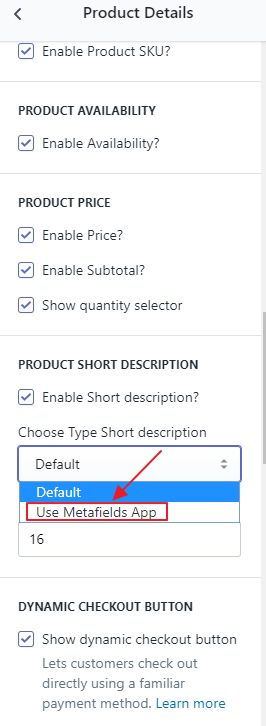 Product Details
Enable Product SKU?
PRODUCT AVAILABILITY
Enable Availability?
PRODUCT PRICE
Enable Price?
Enable Subtotal?
Show quantity selector
PRODUCT SHORT DESCRIPTION
Enable Short description?
Choose Type Short description
Default
Default
Use Metafields App
16
DYNAMIC CHECKOUT BUTTON
Show dynamic checkout button
Lets customers check out
directly using a familiar
payment method. Learn more